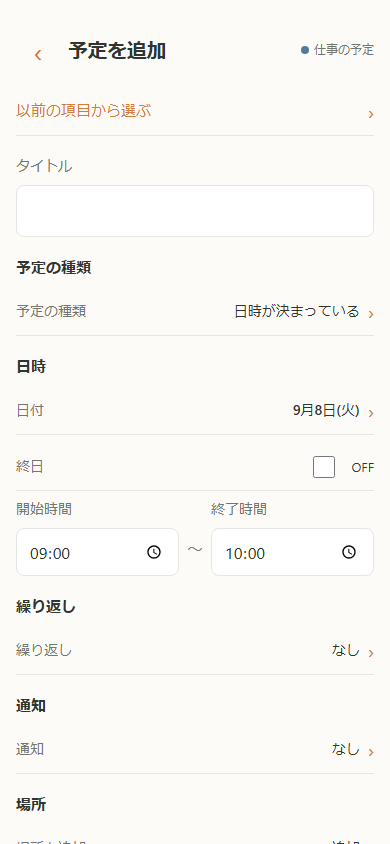 予定を追加
仕事の予定
以前の項目から選ぶ
タイトル
予定の種類
予定の種類 日時が決まっている
日時
日付 9月8日(火)
終日 OFF
開始時間 終了時間
09:00 〜 10:00
繰り返し
繰り返し なし
通知
通知 なし
場所